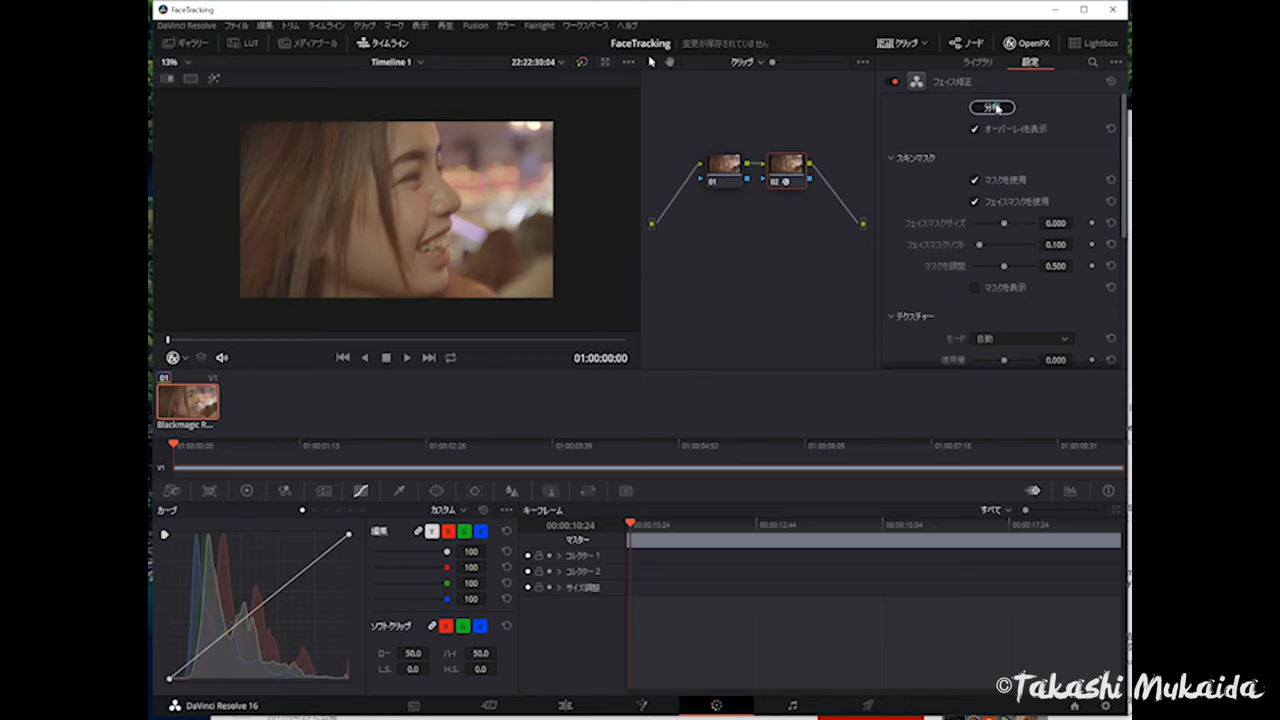 FaceTracking
DaVinci Resolve ファイル 編集 トリム タイムライン クリップ マーク 表示 再生 Fusion カラー Fairlight ワークスペース ヘルプ
ギャラリー LUT メディアプール タイムライン FaceTracking 変更が保存されていません クリップ ノード OpenFX Lightbox
13% Timeline 1 22:22:30:04 クリップ ライブラリ 設定
フェイス修正
分析
オーバーレイを表示
スキンマスク
マスクを使用
フェイスマスクを使用
フェイスマスクサイズ 0.000
フェイスマスクソフト 0.100
マスクを調整 0.500
マスクを表示
テクスチャー
モード 自動
適用量 0.000
01
02
01:00:00:00
01 V1
Blackmagic R...
01:00:00:00 01:00:01:13 01:00:02:26 01:00:03:39 01:00:04:52 01:00:06:05 01:00:07:18 01:00:08:31
V1
カーブ カスタム キーフレーム すべて
編集 Y R G B
100
100
100
100
ソフトクリップ R G B
ロー 50.0 ハイ 50.0
L.S. 0.0 H.S. 0.0
00:00:10:24 00:00:10:24 00:00:12:44 00:00:15:04 00:00:17:24
マスター
コレクター 1
コレクター 2
サイズ調整
DaVinci Resolve 16
©Takashi Mukaida